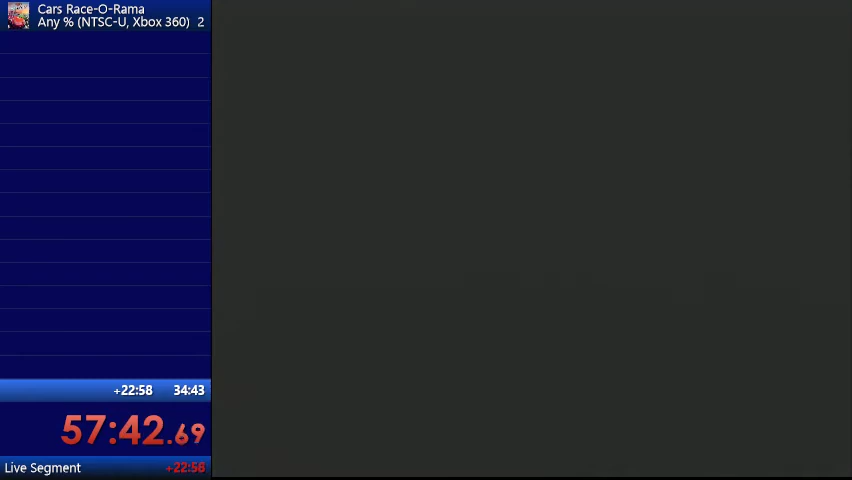 Cars Race-O-Rama
Any % (NTSC-U, Xbox 360) 2
+22:58 34:43
57:42.69
Live Segment +22:58